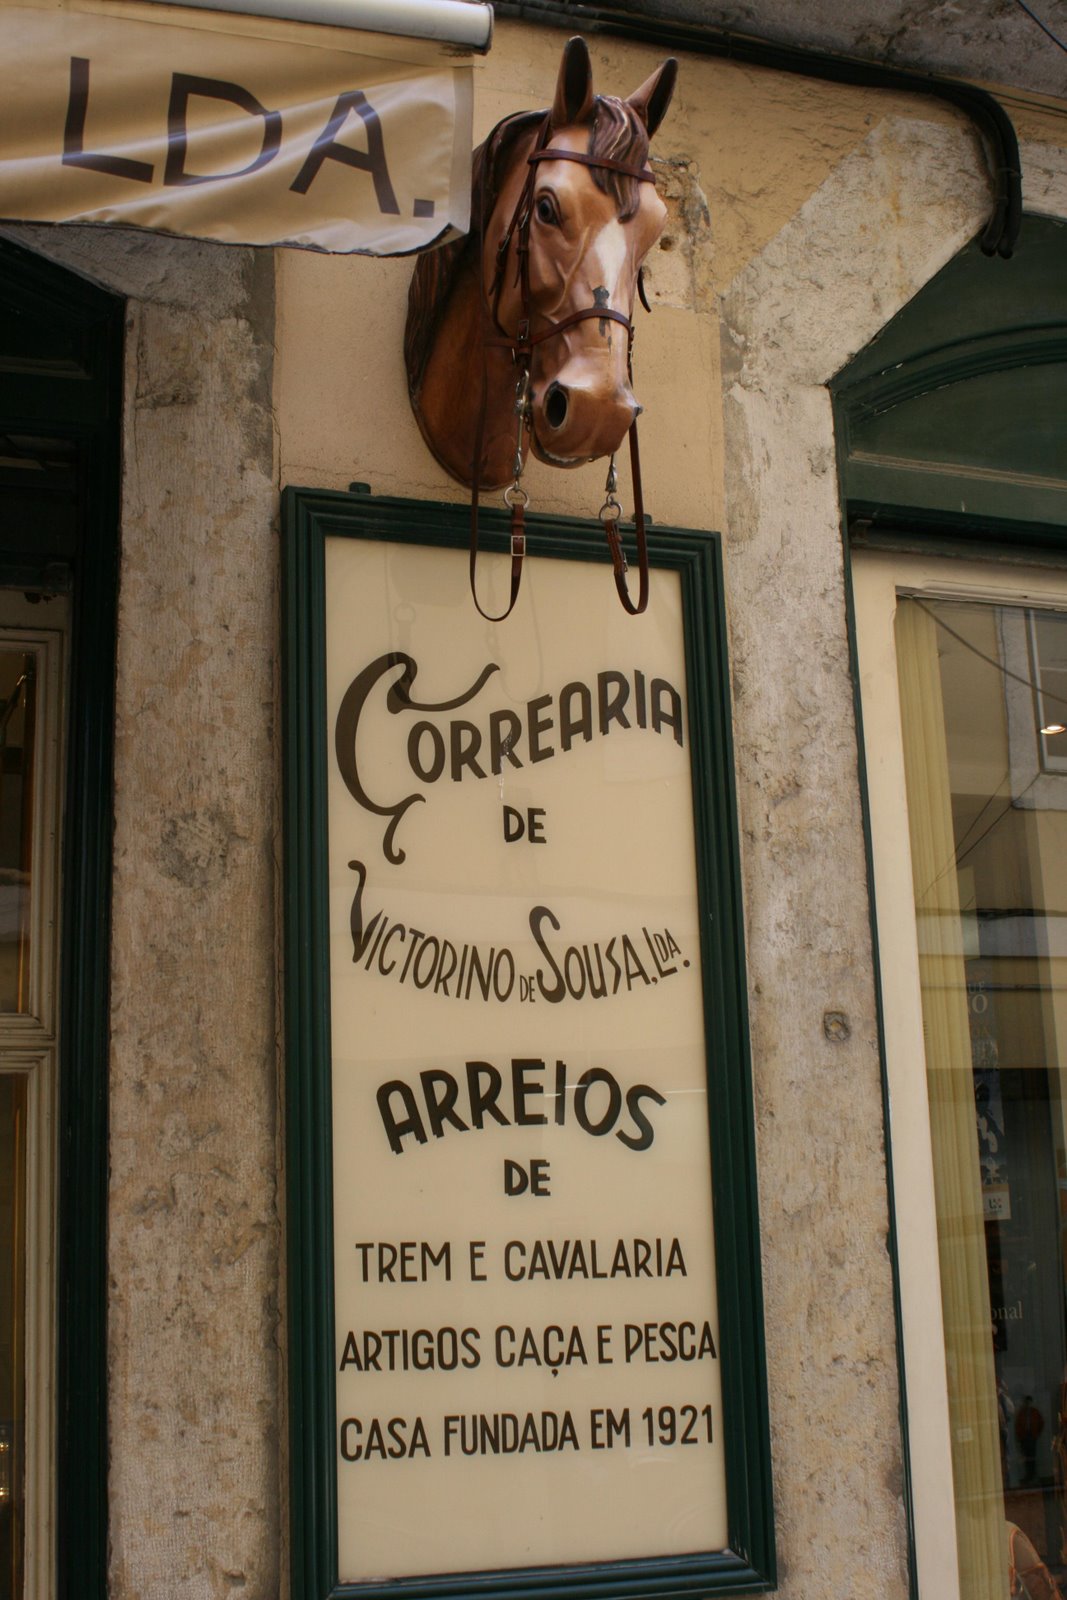 LDA.
CORREARIA
DE
VICTORINO DE SOUSA, LDA.
ARREIOS
DE
TREM E CAVALARIA
ARTIGOS CAÇA E PESCA
CASA FUNDADA EM 1921